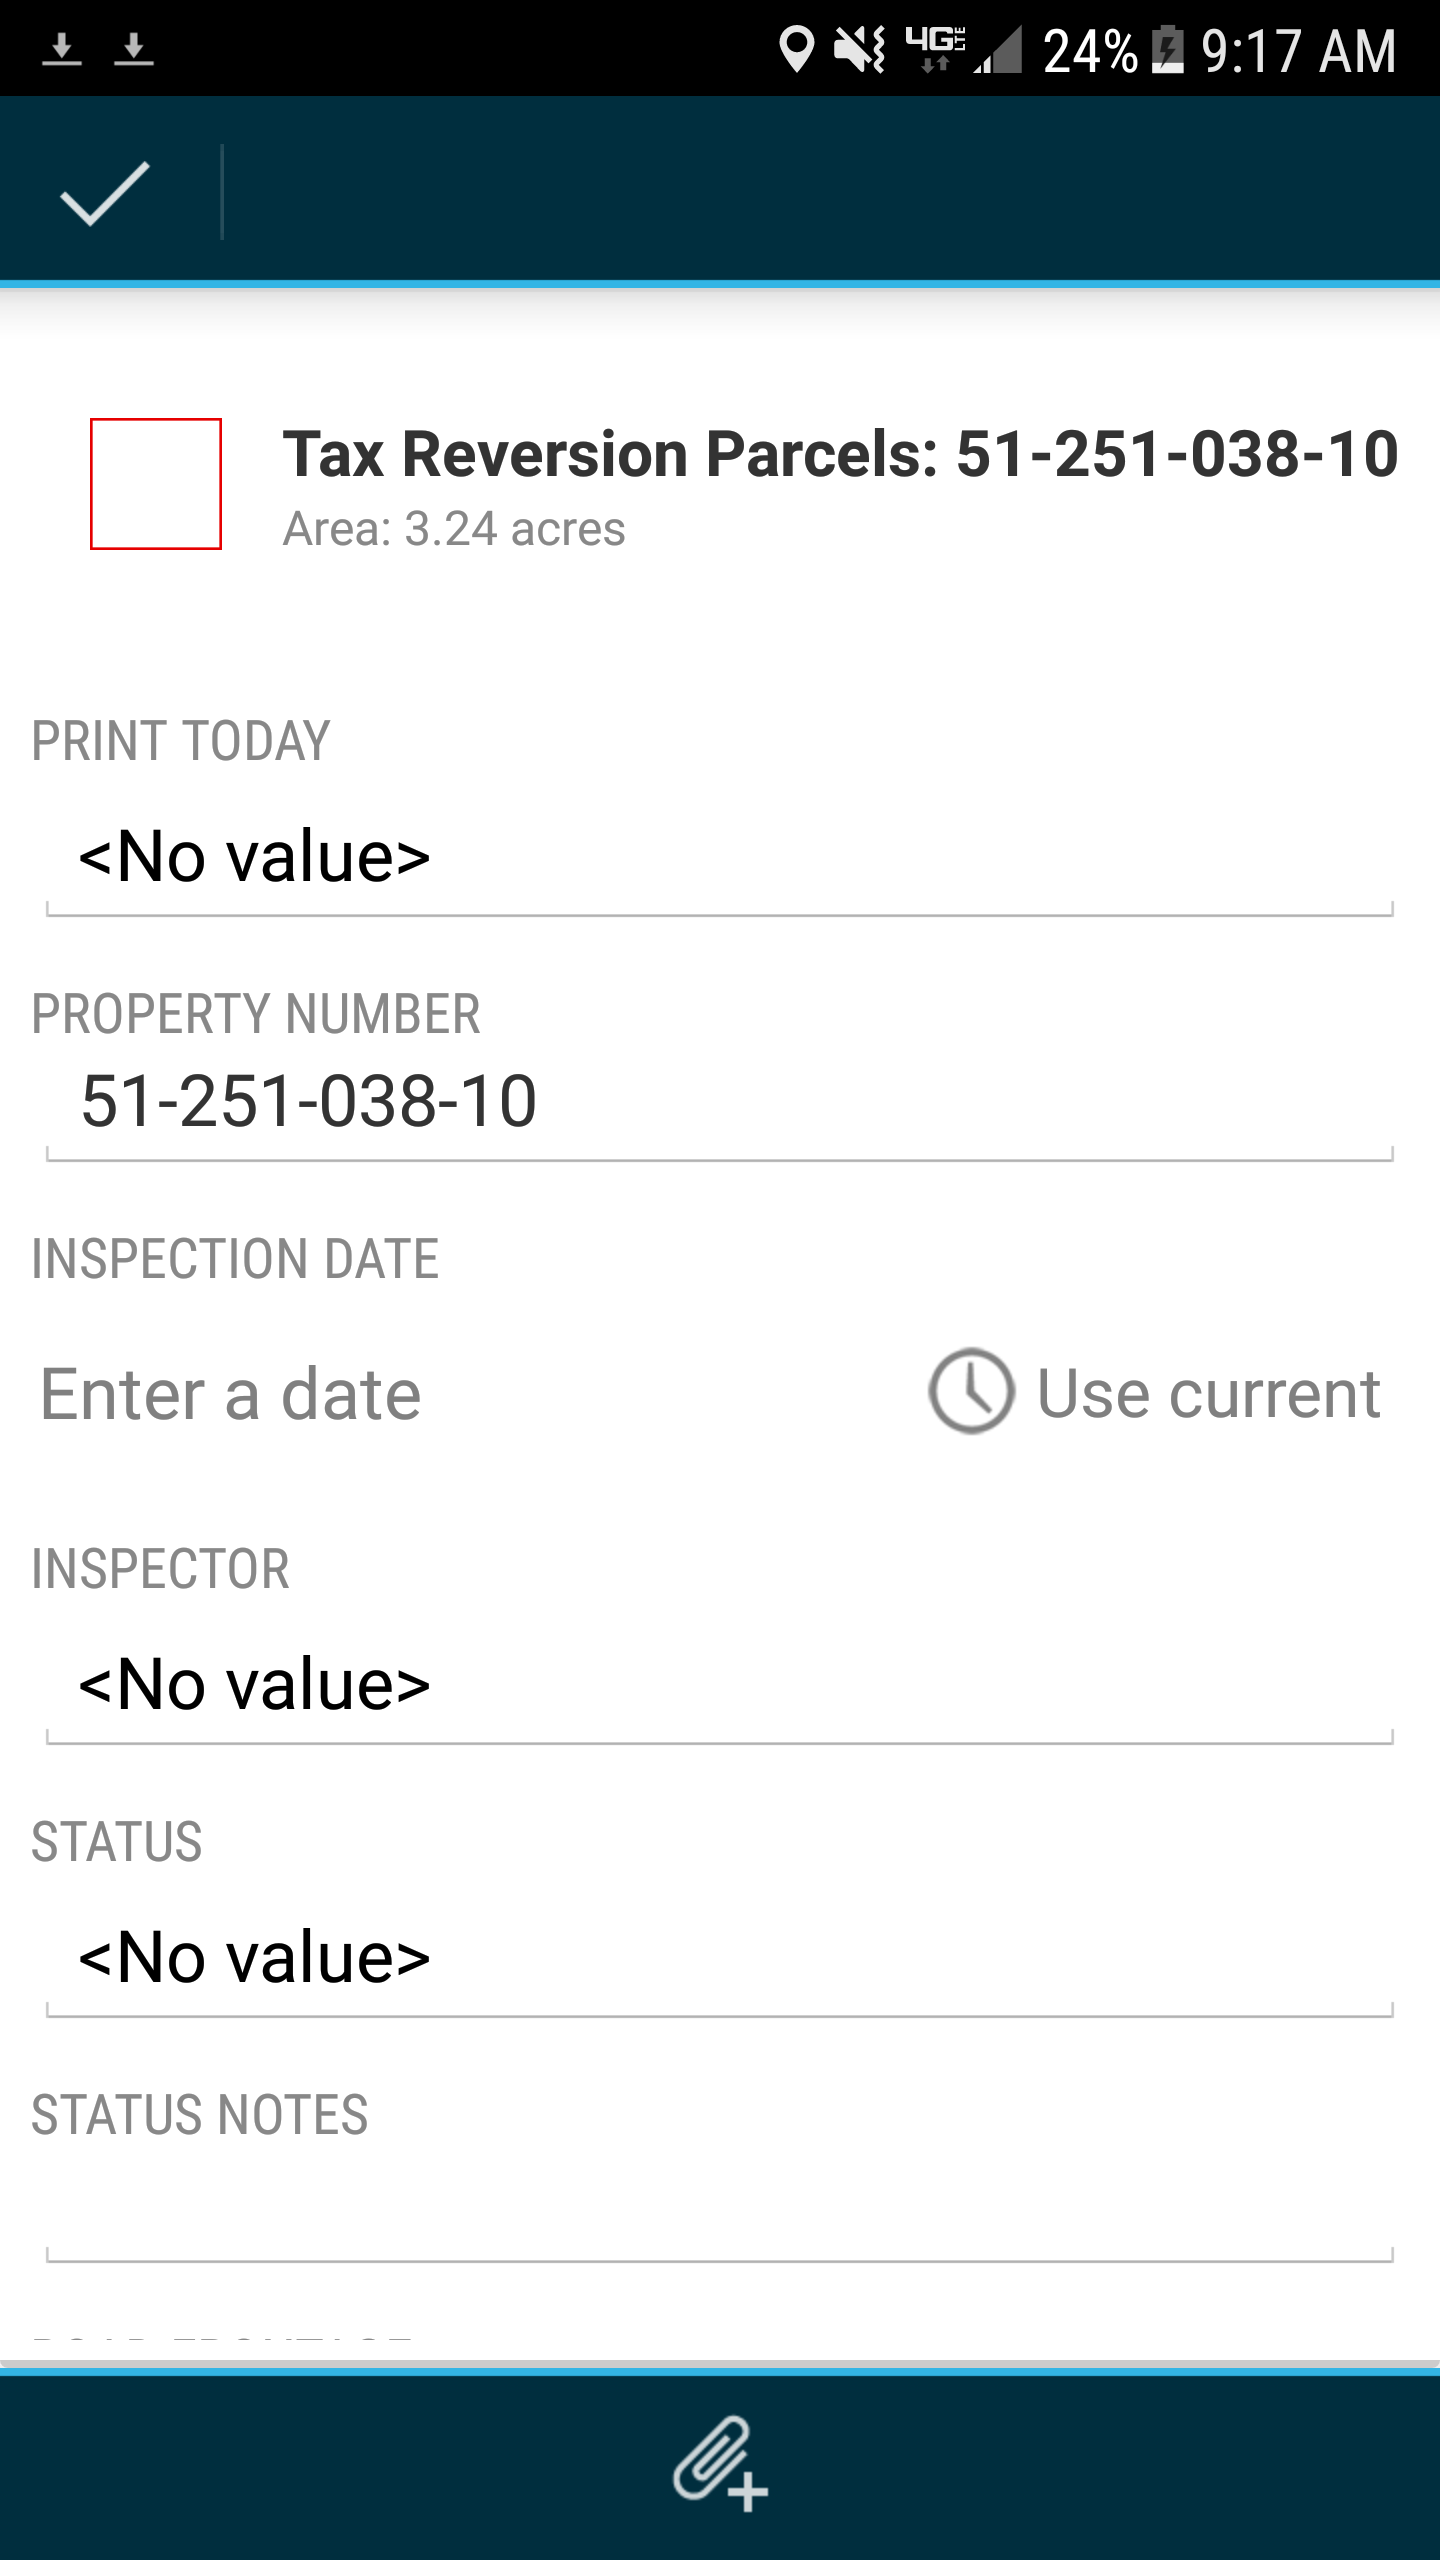 4G LTE 24% 9:17 AM
Tax Reversion Parcels: 51-251-038-10
Area: 3.24 acres
PRINT TODAY
<No value>
PROPERTY NUMBER
51-251-038-10
INSPECTION DATE
Enter a date Use current
INSPECTOR
<No value>
STATUS
<No value>
STATUS NOTES